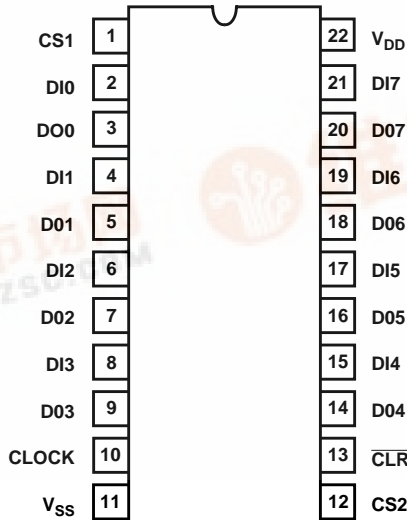 CS1 1 22 VDD
DI0 2 21 DI7
DO0 3 20 D07
DI1 4 19 DI6
D01 5 18 D06
DI2 6 17 DI5
D02 7 16 D05
DI3 8 15 DI4
D03 9 14 D04
CLOCK 10 13 CLR
VSS 11 12 CS2